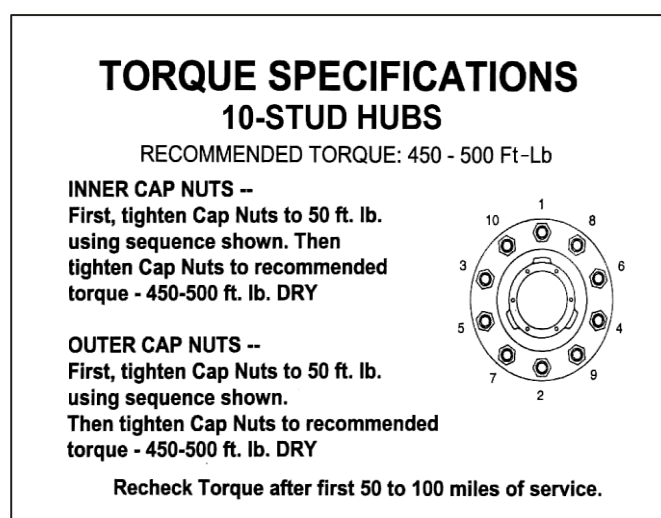 TORQUE SPECIFICATIONS
10-STUD HUBS
RECOMMENDED TORQUE: 450 - 500 Ft-Lb
INNER CAP NUTS --
First, tighten Cap Nuts to 50 ft. lb.
using sequence shown. Then
tighten Cap Nuts to recommended
torque - 450-500 ft. lb. DRY
OUTER CAP NUTS --
First, tighten Cap Nuts to 50 ft. lb.
using sequence shown.
Then tighten Cap Nuts to recommended
torque - 450-500 ft. lb. DRY
1
10 8
3 6
5 4
7 9
2
Recheck Torque after first 50 to 100 miles of service.